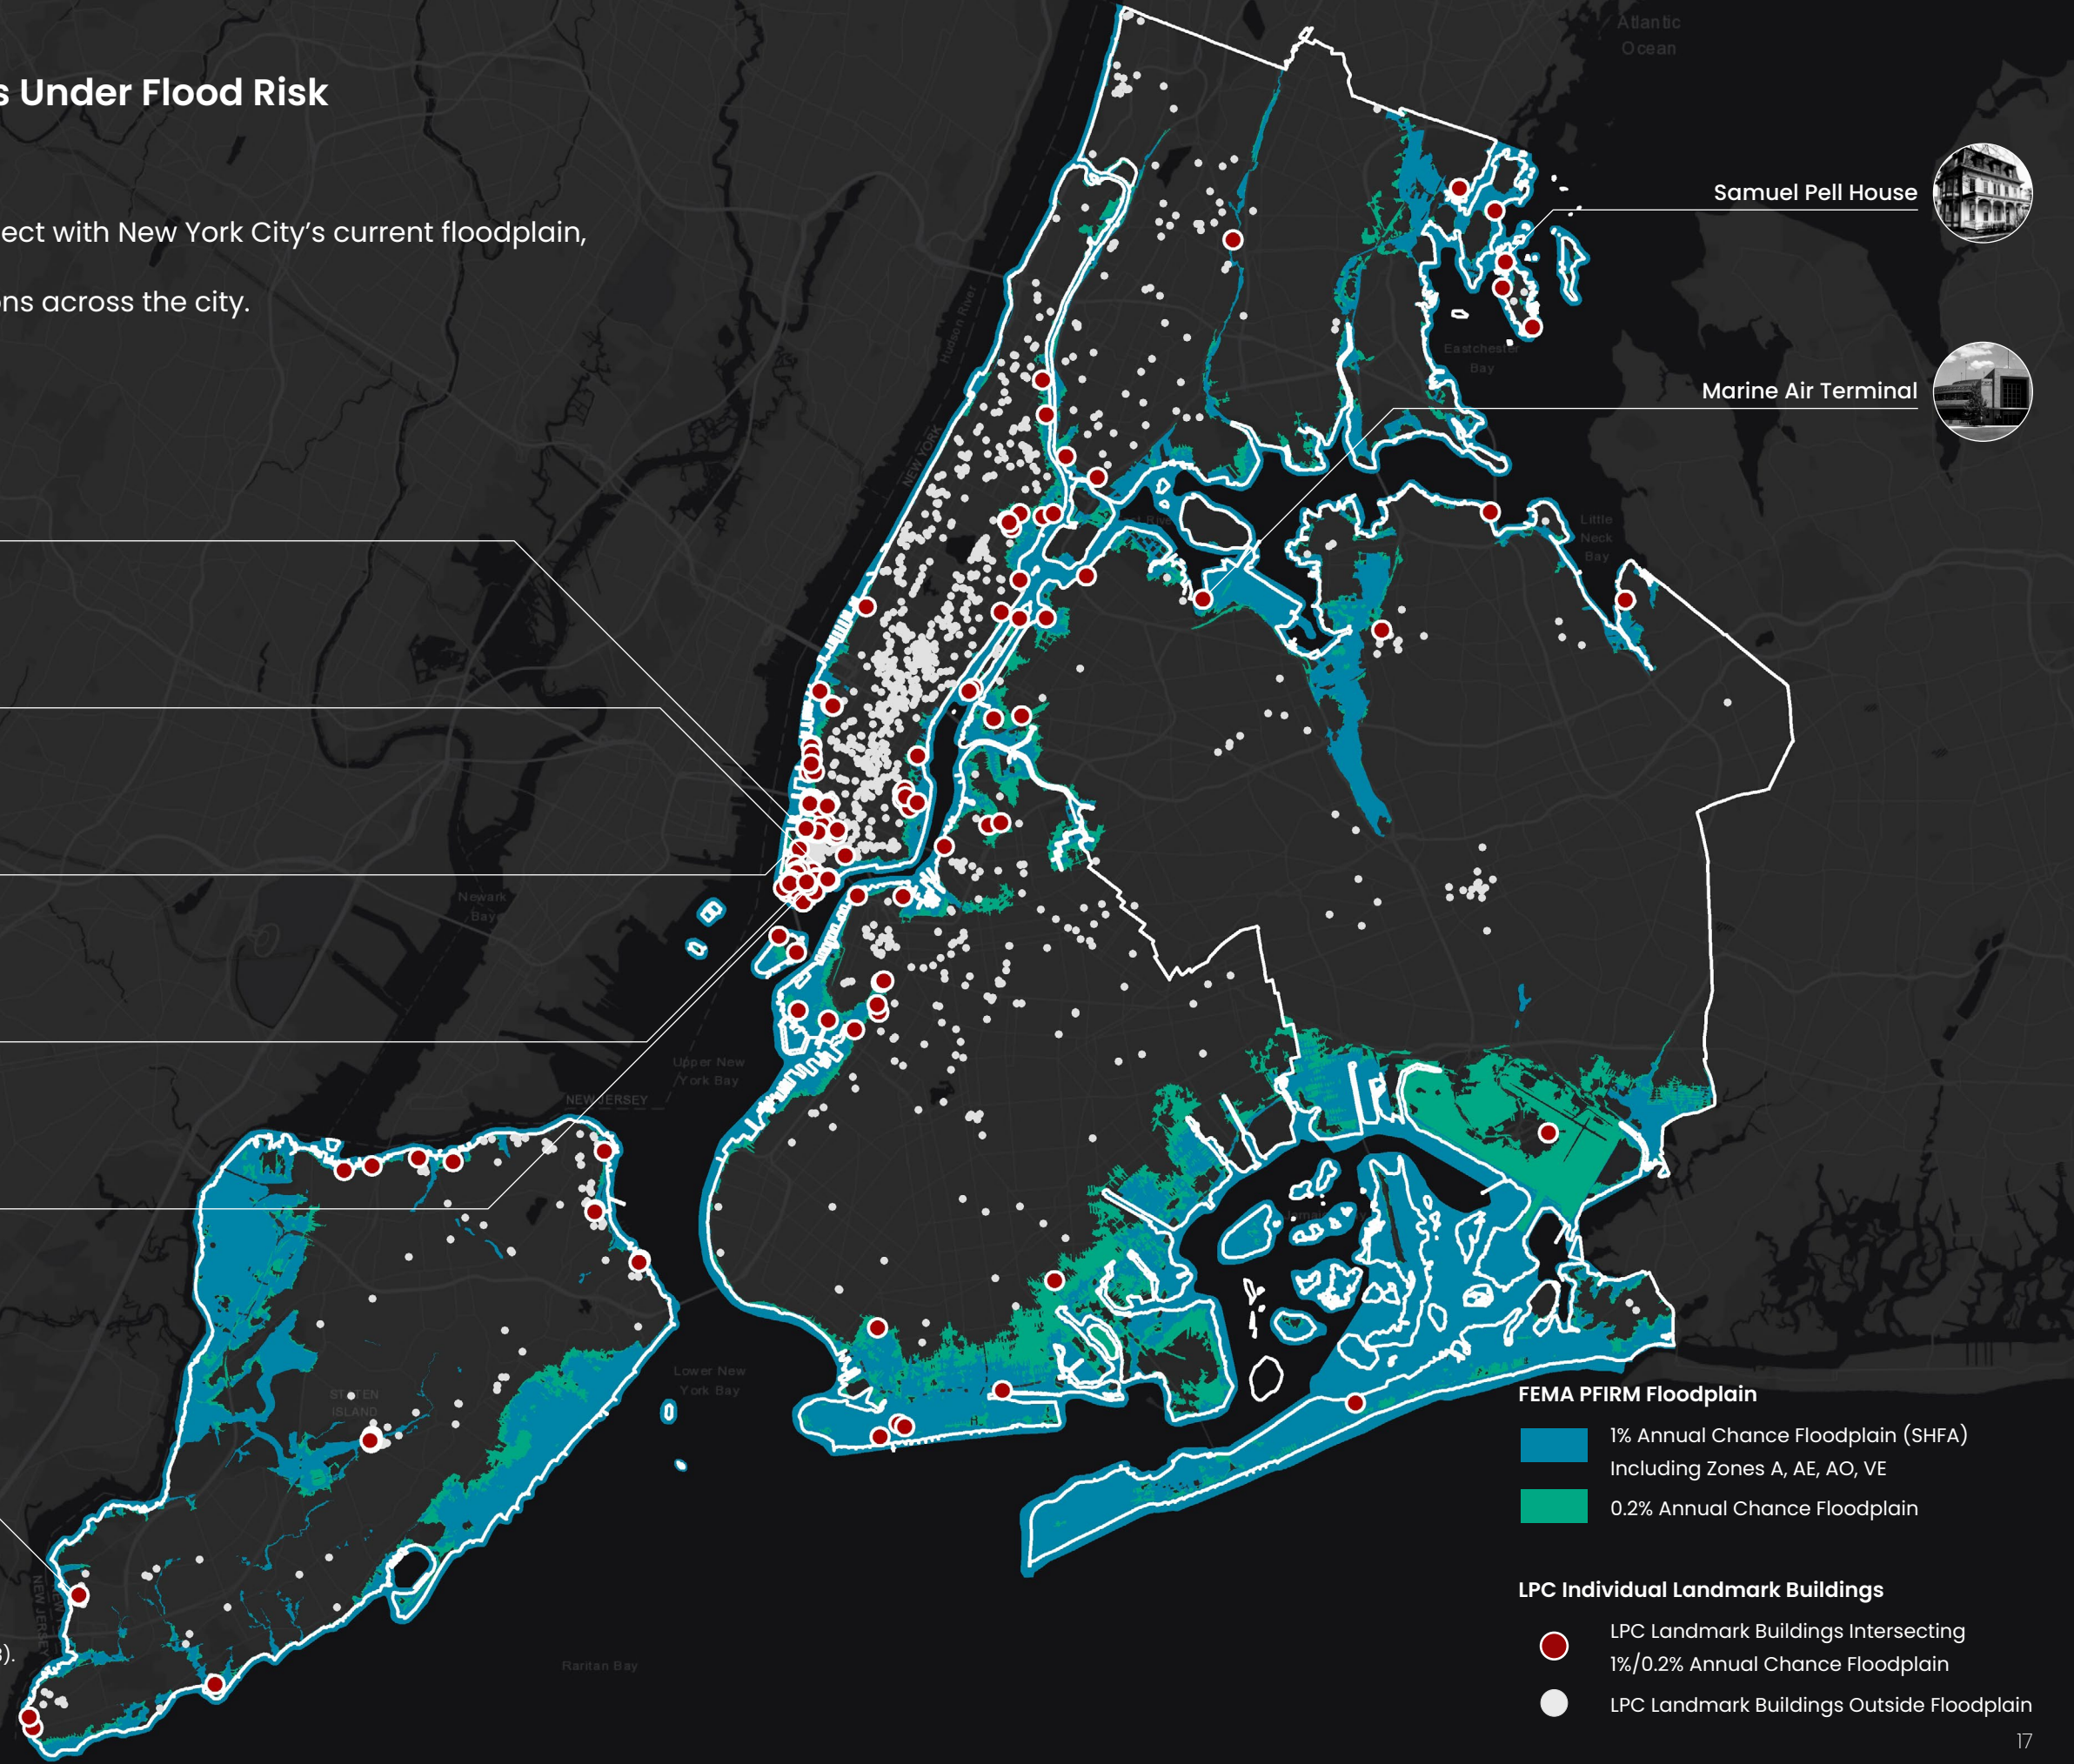 s Under Flood Risk
ect with New York City's current floodplain,
ons across the city.
Atlantic
Ocean
Samuel Pell House
Marine Air Terminal
Hudson River
NEW YORK
Eastchester
Bay
Little
Neck
Bay
Newark
Bay
Upper New
York Bay
NEW JERSEY
Lower New
York Bay
STATEN
ISLAND
NEW JERSEY
Raritan Bay
3).
FEMA PFIRM Floodplain
1% Annual Chance Floodplain (SHFA)
Including Zones A, AE, AO, VE
0.2% Annual Chance Floodplain
LPC Individual Landmark Buildings
LPC Landmark Buildings Intersecting
1%/0.2% Annual Chance Floodplain
LPC Landmark Buildings Outside Floodplain
17